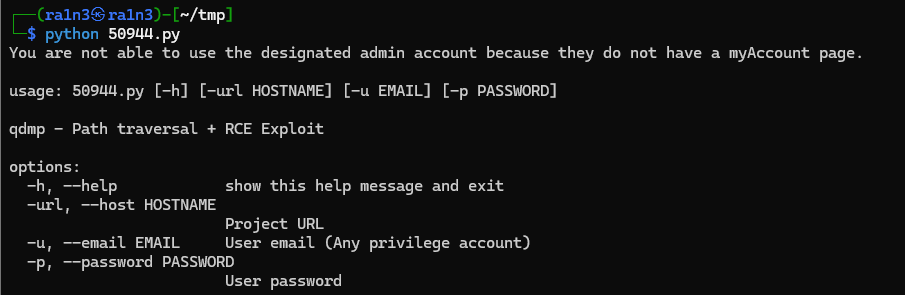 ┌──(ra1n3㉿ra1n3)-[~/tmp]
└─$ python 50944.py
You are not able to use the designated admin account because they do not have a myAccount page.
usage: 50944.py [-h] [-url HOSTNAME] [-u EMAIL] [-p PASSWORD]
qdmp - Path traversal + RCE Exploit
options:
-h, --help show this help message and exit
-url, --host HOSTNAME
Project URL
-u, --email EMAIL User email (Any privilege account)
-p, --password PASSWORD
User password